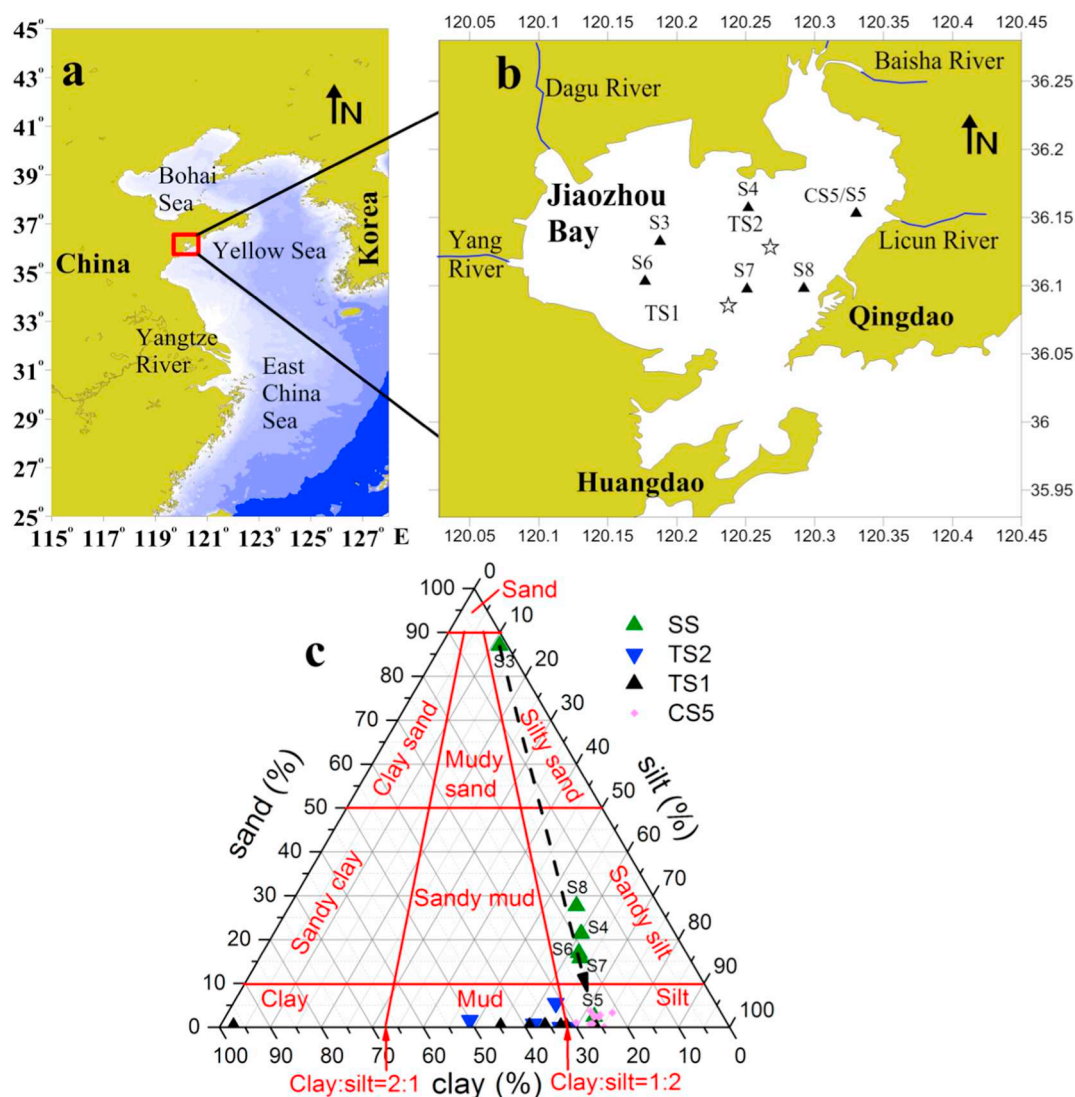 a
45°
43°
41°
39°
37°
35°
33°
31°
29°
27°
25°
115° 117° 119° 121° 123° 125° 127° E
N
Bohai
Sea
Korea
Yellow Sea
China
Yangtze
River
East
China
Sea
b
120.05 120.1 120.15 120.2 120.25 120.3 120.35 120.4 120.45
Baisha River
Dagu River
N
36.25
36.2
36.15
36.1
36.05
36
35.95
Jiaozhou
Bay
S4
TS2
CS5/S5
S3
Yang
River
Licun River
S6
S7
S8
TS1
Qingdao
Huangdao
120.05 120.1 120.15 120.2 120.25 120.3 120.35 120.4 120.45
c
0
100
Sand
10
90
S3
20
80
30
70
Clay sand
Mudy
sand
Silty sand
40
60
50
50
sand (%)
silt (%)
60
40
Sandy clay
Sandy mud
Sandy silt
S8
70
30
S4
80
20
S6
S7
90
10
Clay
Mud
Silt
S5
100
0
100 90 80 70 60 50 40 30 20 10 0
Clay:silt=2:1
clay (%)
Clay:silt=1:2
SS
TS2
TS1
CS5